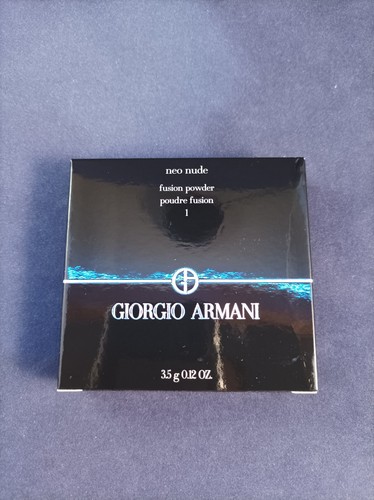 neo nude
fusion powder
poudre fusion
1
GIORGIO ARMANI
3.5 g 0.12 OZ.